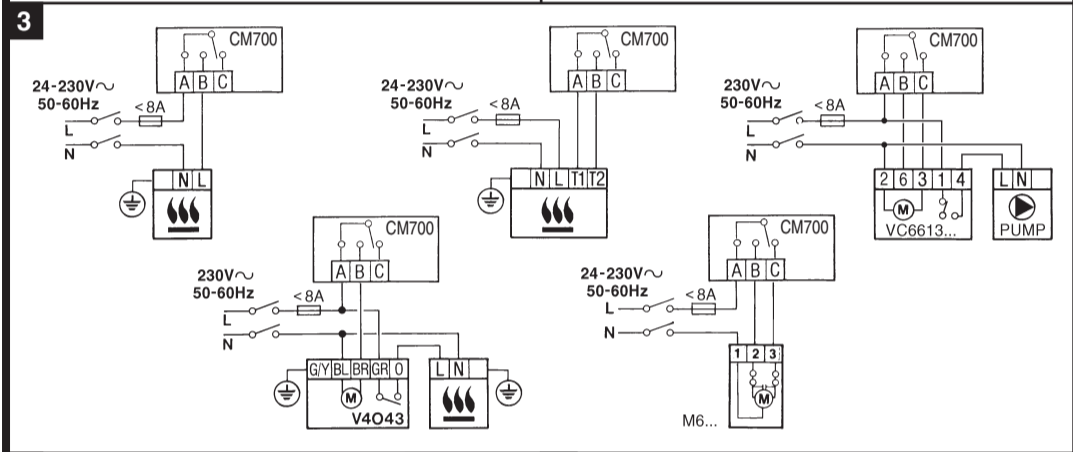 3
CM700
A B C
24-230V~
50-60Hz
<8A
L
N
N L
CM700
A B C
24-230V~
50-60Hz
<8A
L
N
N L T1 T2
CM700
A B C
230V~
50-60Hz
<8A
L
N
2 6 3 1 4
M
VC6613...
L N
PUMP
CM700
A B C
230V~
50-60Hz
<8A
L
N
G/Y BL BR GR O
M
V4O43
L N
CM700
A B C
24-230V~
50-60Hz
<8A
L
N
1 2 3
M
M6...